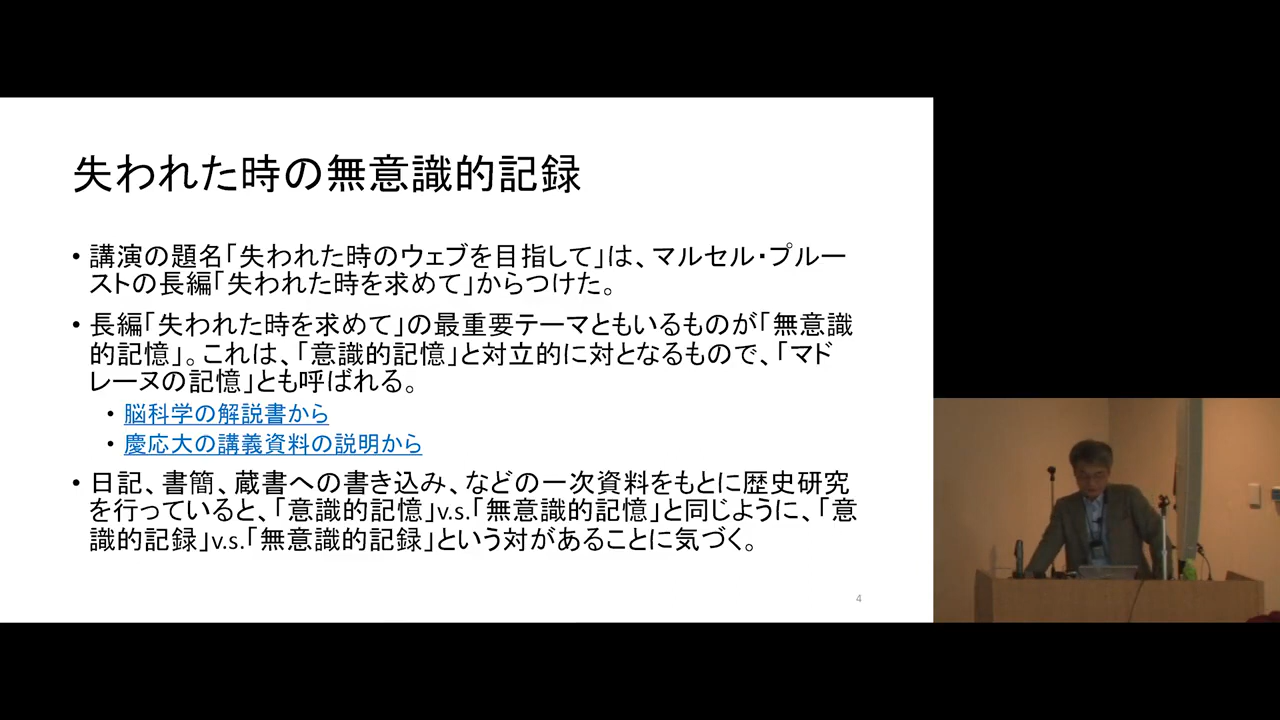 失われた時の無意識的記録
• 講演の題名「失われた時のウェブを目指して」は、マルセル・プルー
ストの長編「失われた時を求めて」からつけた。
• 長編「失われた時を求めて」の最重要テーマともいるものが「無意識
的記憶」。これは、「意識的記憶」と対立的に対となるもので、「マド
レーヌの記憶」とも呼ばれる。
• 脳科学の解説書から
• 慶応大の講義資料の説明から
• 日記、書簡、蔵書への書き込み、などの一次資料をもとに歴史研究
を行っていると、「意識的記憶」v.s.「無意識的記憶」と同じように、「意
識的記録」v.s.「無意識的記録」という対があることに気づく。
4